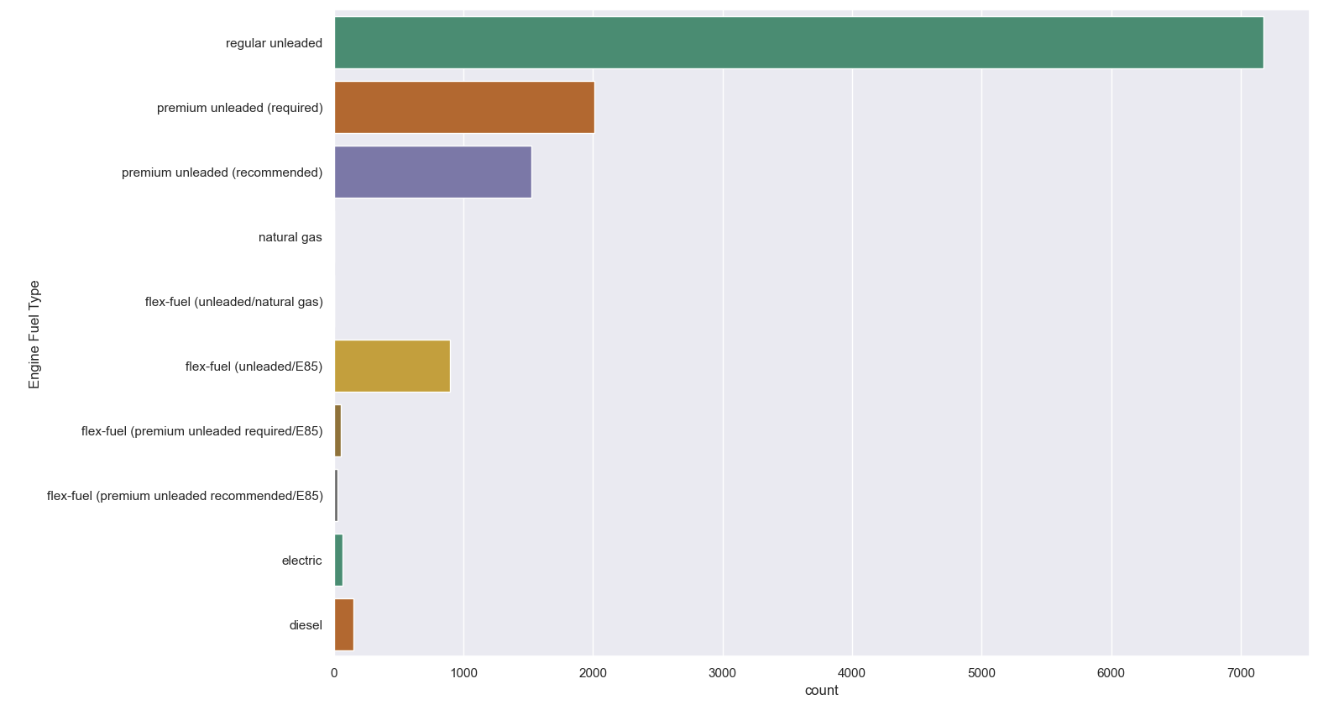 regular unleaded
premium unleaded (required)
premium unleaded (recommended)
natural gas
flex-fuel (unleaded/natural gas)
flex-fuel (unleaded/E85)
flex-fuel (premium unleaded required/E85)
flex-fuel (premium unleaded recommended/E85)
electric
diesel
Engine Fuel Type
0 1000 2000 3000 4000 5000 6000 7000
count